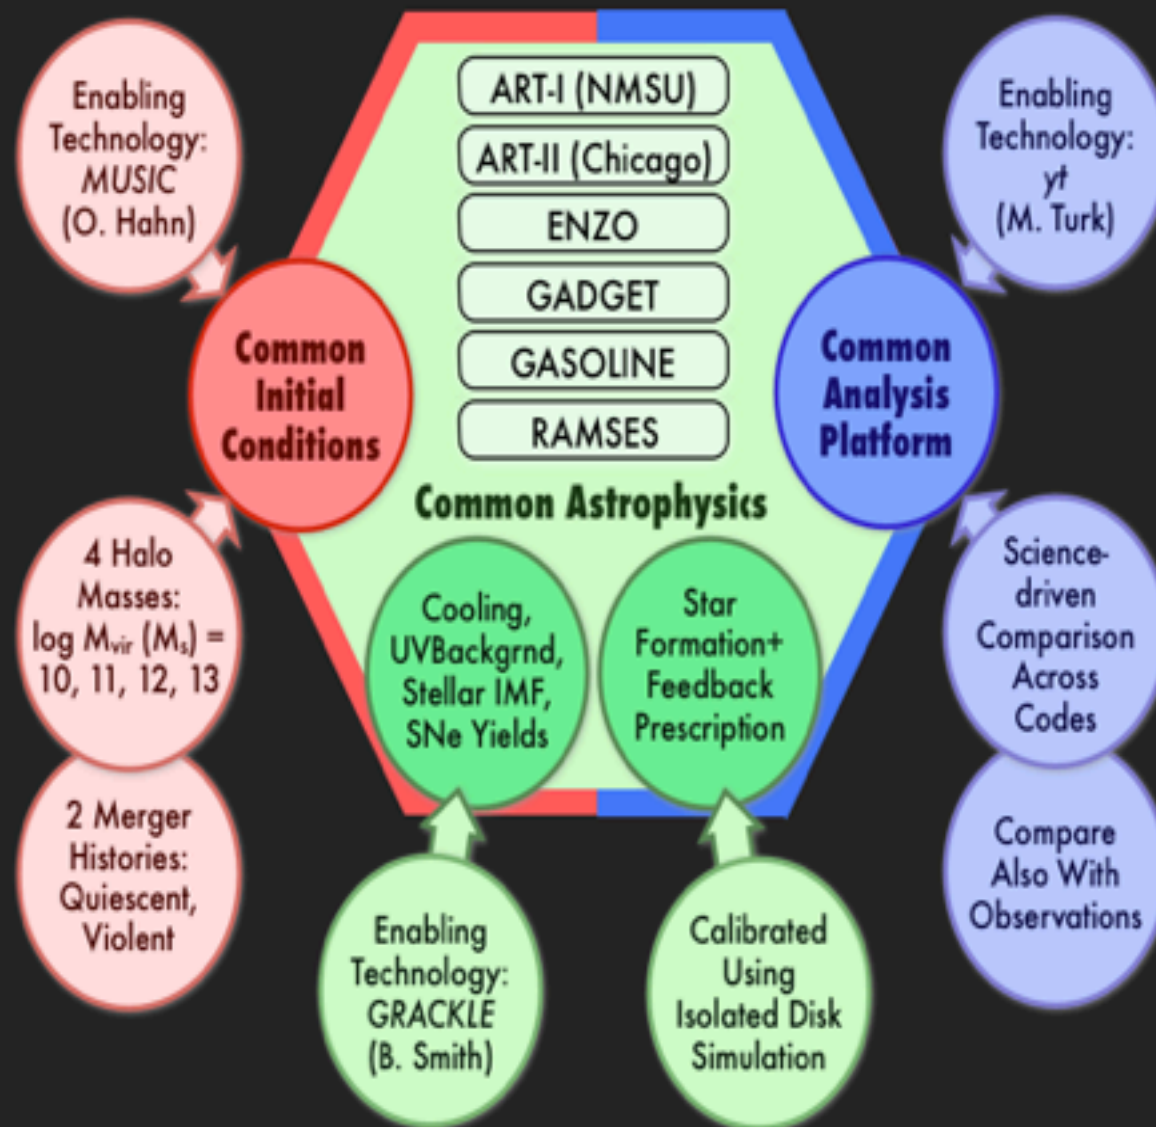 Enabling
Technology:
MUSIC
(O. Hahn)
ART-I (NMSU)
ART-II (Chicago)
ENZO
GADGET
GASOLINE
RAMSES
Enabling
Technology:
yt
(M. Turk)
Common
Initial
Conditions
Common
Analysis
Platform
Common Astrophysics
4 Halo
Masses:
log Mvir (Ms) =
10, 11, 12, 13
Cooling,
UVBackgrnd,
Stellar IMF,
SNe Yields
Star
Formation+
Feedback
Prescription
Science-
driven
Comparison
Across
Codes
2 Merger
Histories:
Quiescent,
Violent
Enabling
Technology:
GRACKLE
(B. Smith)
Calibrated
Using
Isolated Disk
Simulation
Compare
Also With
Observations